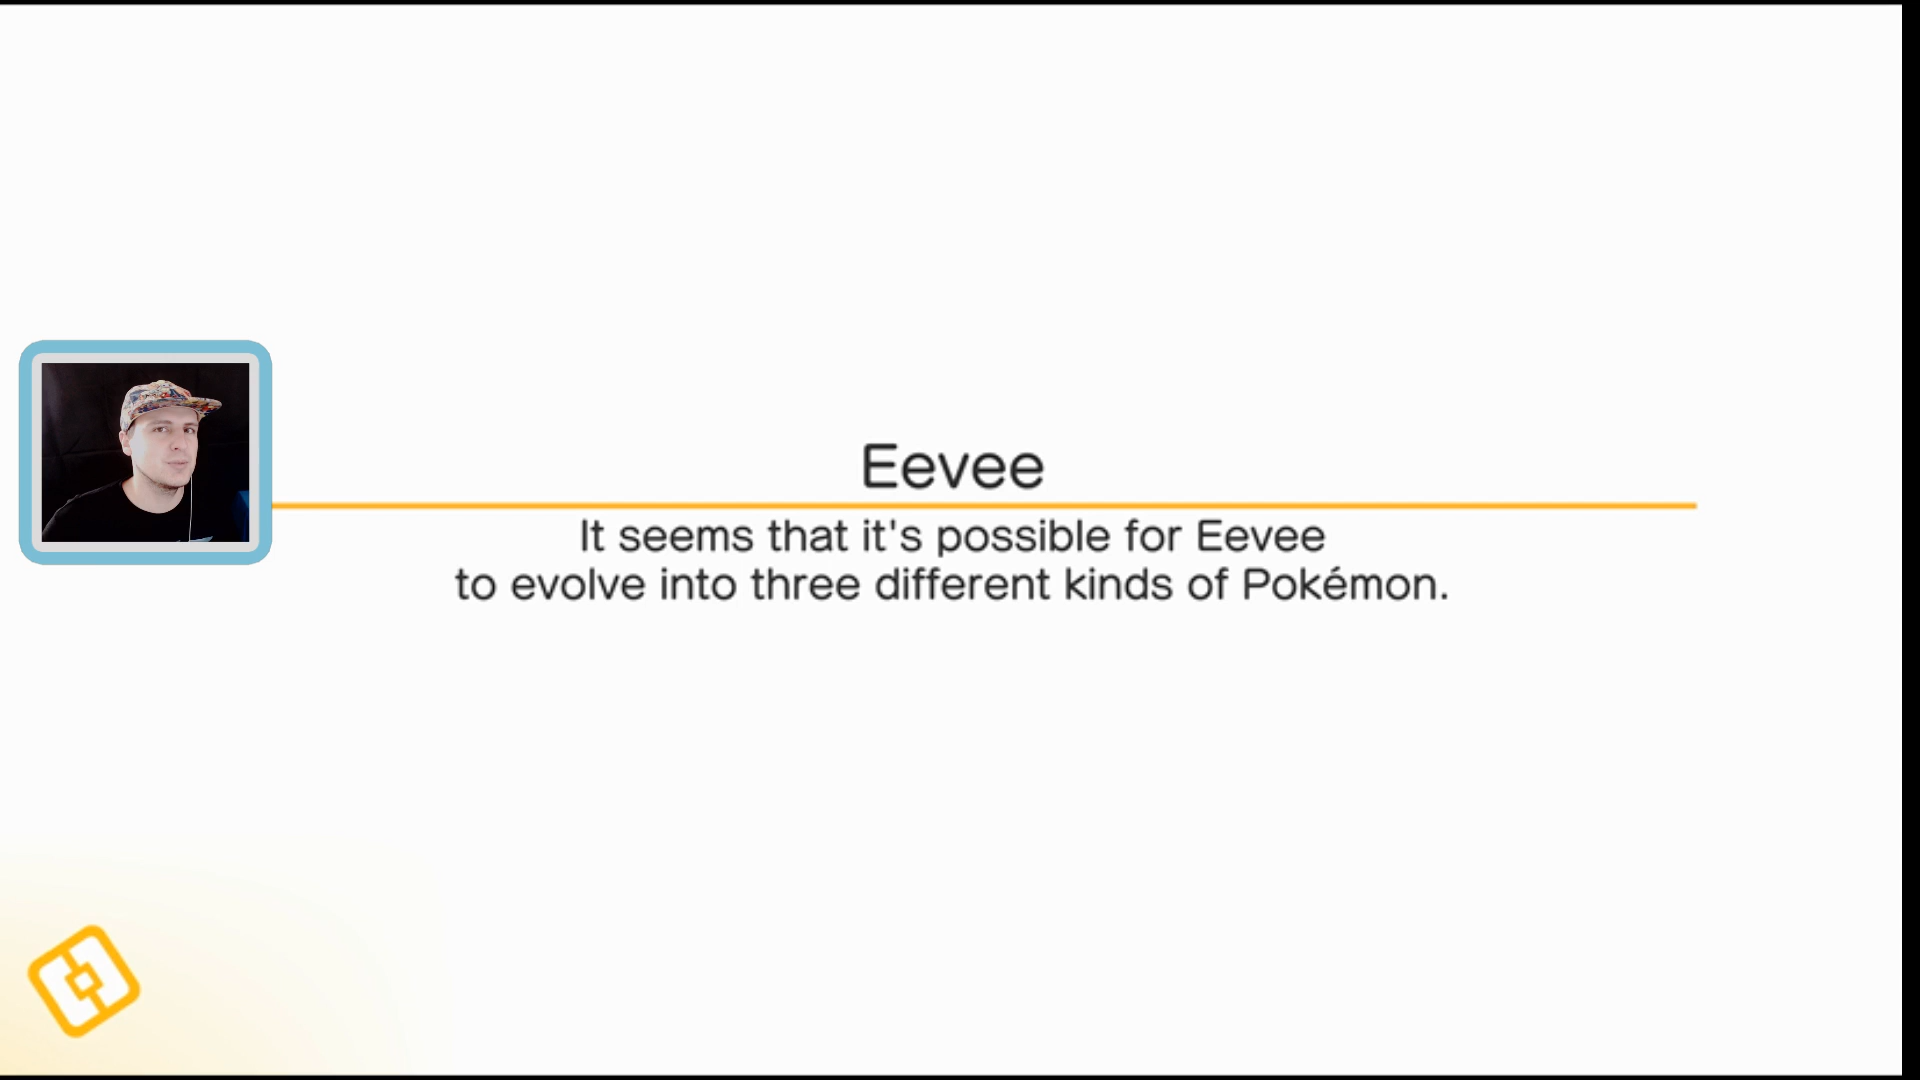 Eevee
It seems that it's possible for Eevee
to evolve into three different kinds of Pokémon.